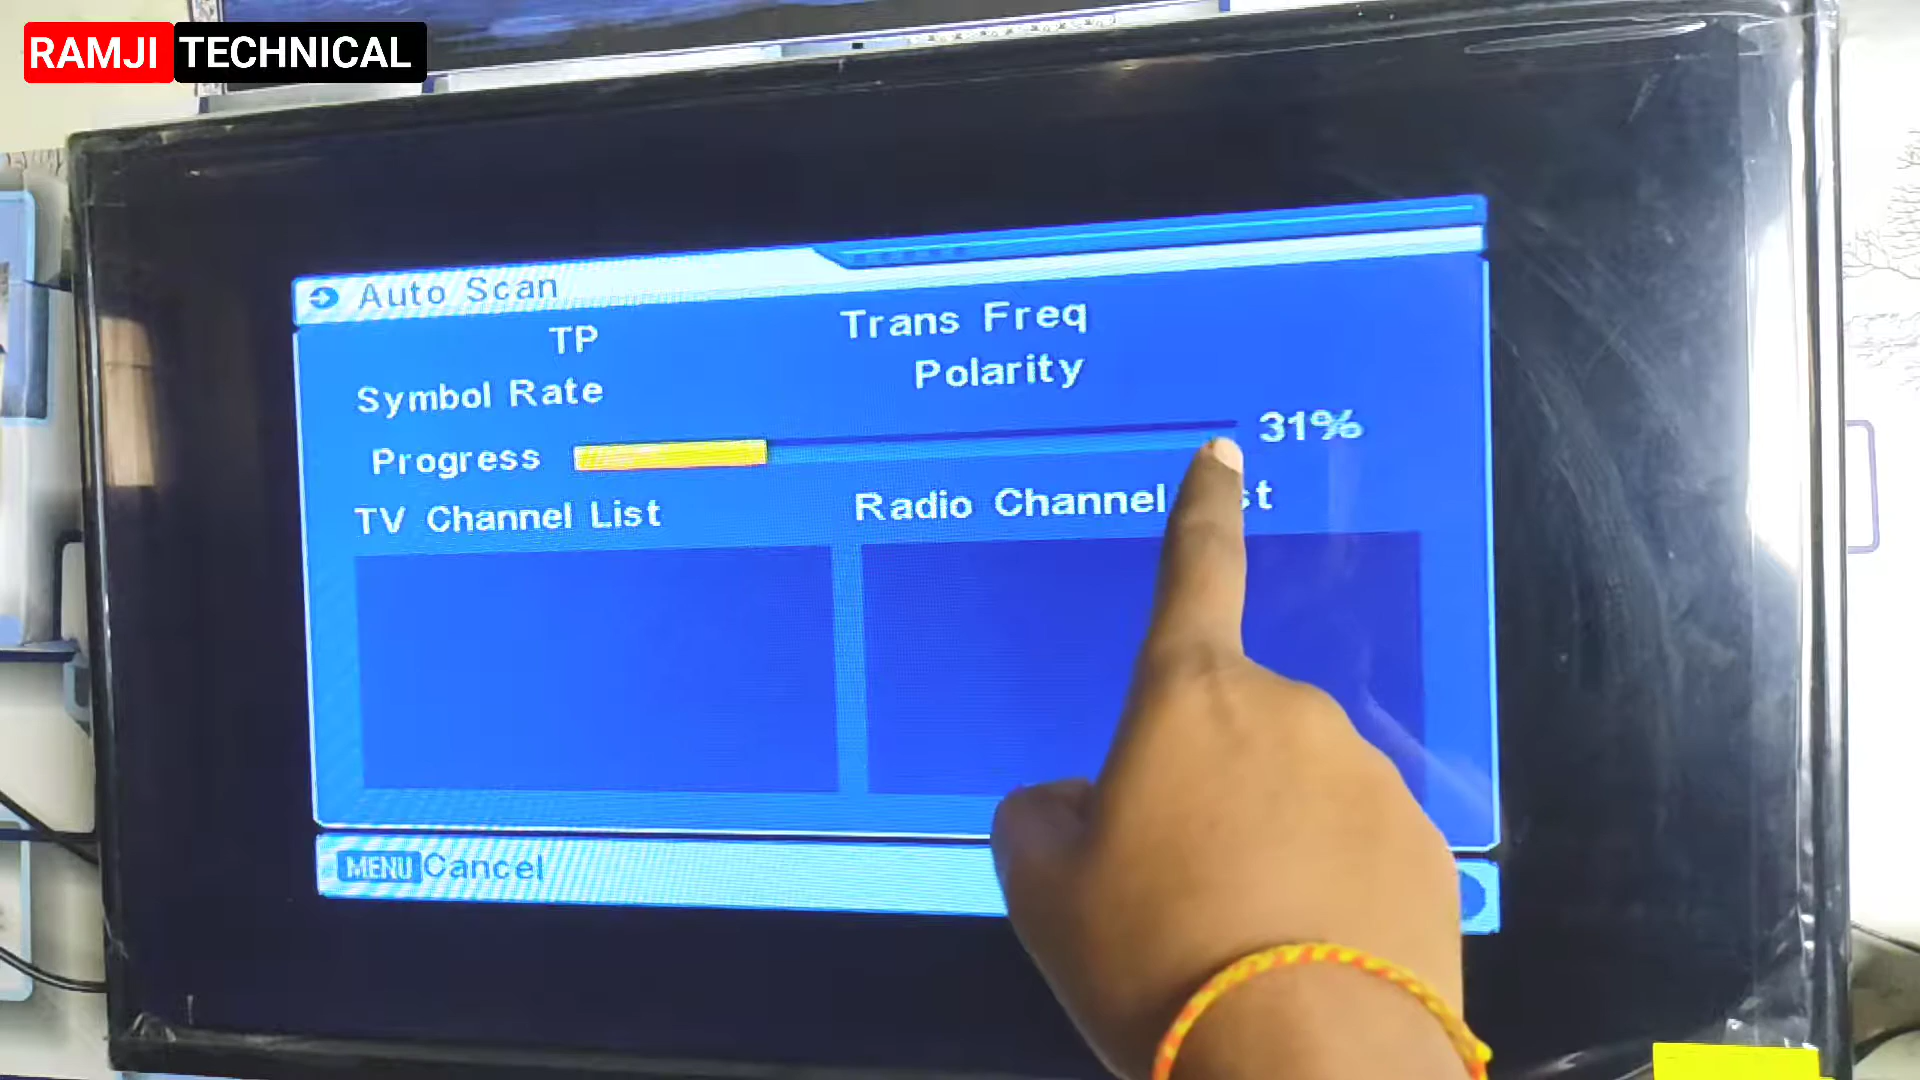 RAMJI TECHNICAL
Auto Scan
TP
Trans Freq
Symbol Rate
Polarity
Progress
31%
TV Channel List
Radio Channel
MENU Cancel